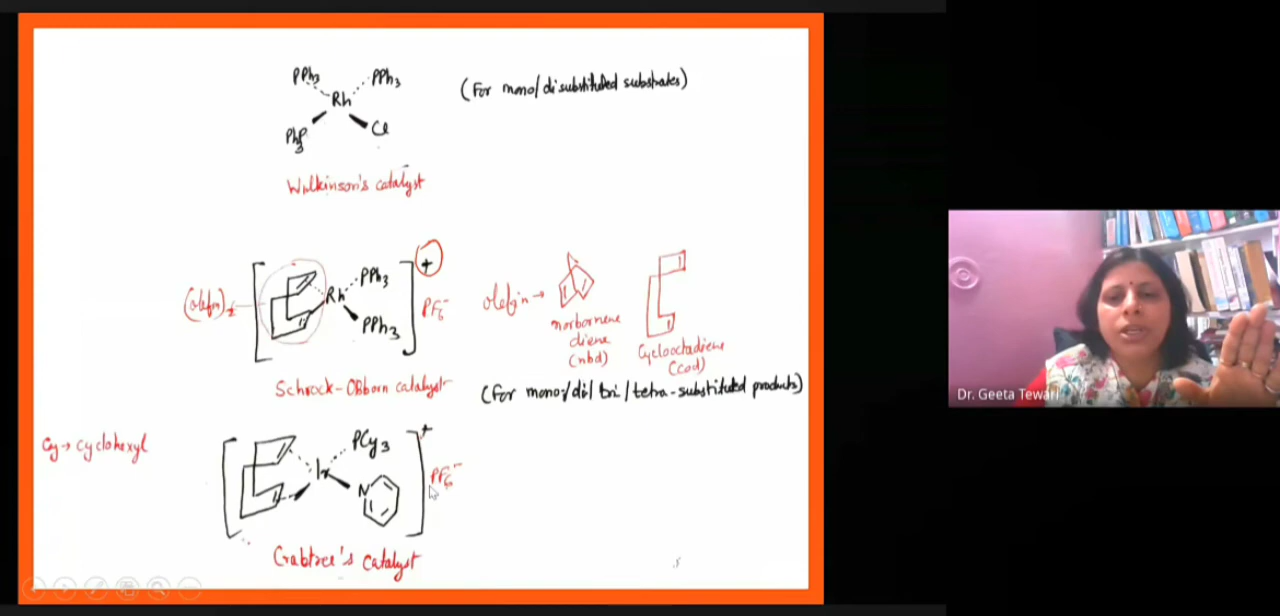 PPh3 PPh3
Rh (For mono/disubstituted substrates)
Ph3P Cl
Wilkinson's catalyst
(olefin)2 Rh PPh3 PPh3 + PF6-
olefin→ norbornene diene (nbd)
Cyclooctadiene (cod)
Schrock-Osborn catalyst
(For mono/di/tri/tetra-substituted products)
Cy→cyclohexyl
Ir PCy3 N + PF6-
Crabtree's catalyst
Dr. Geeta Tewari